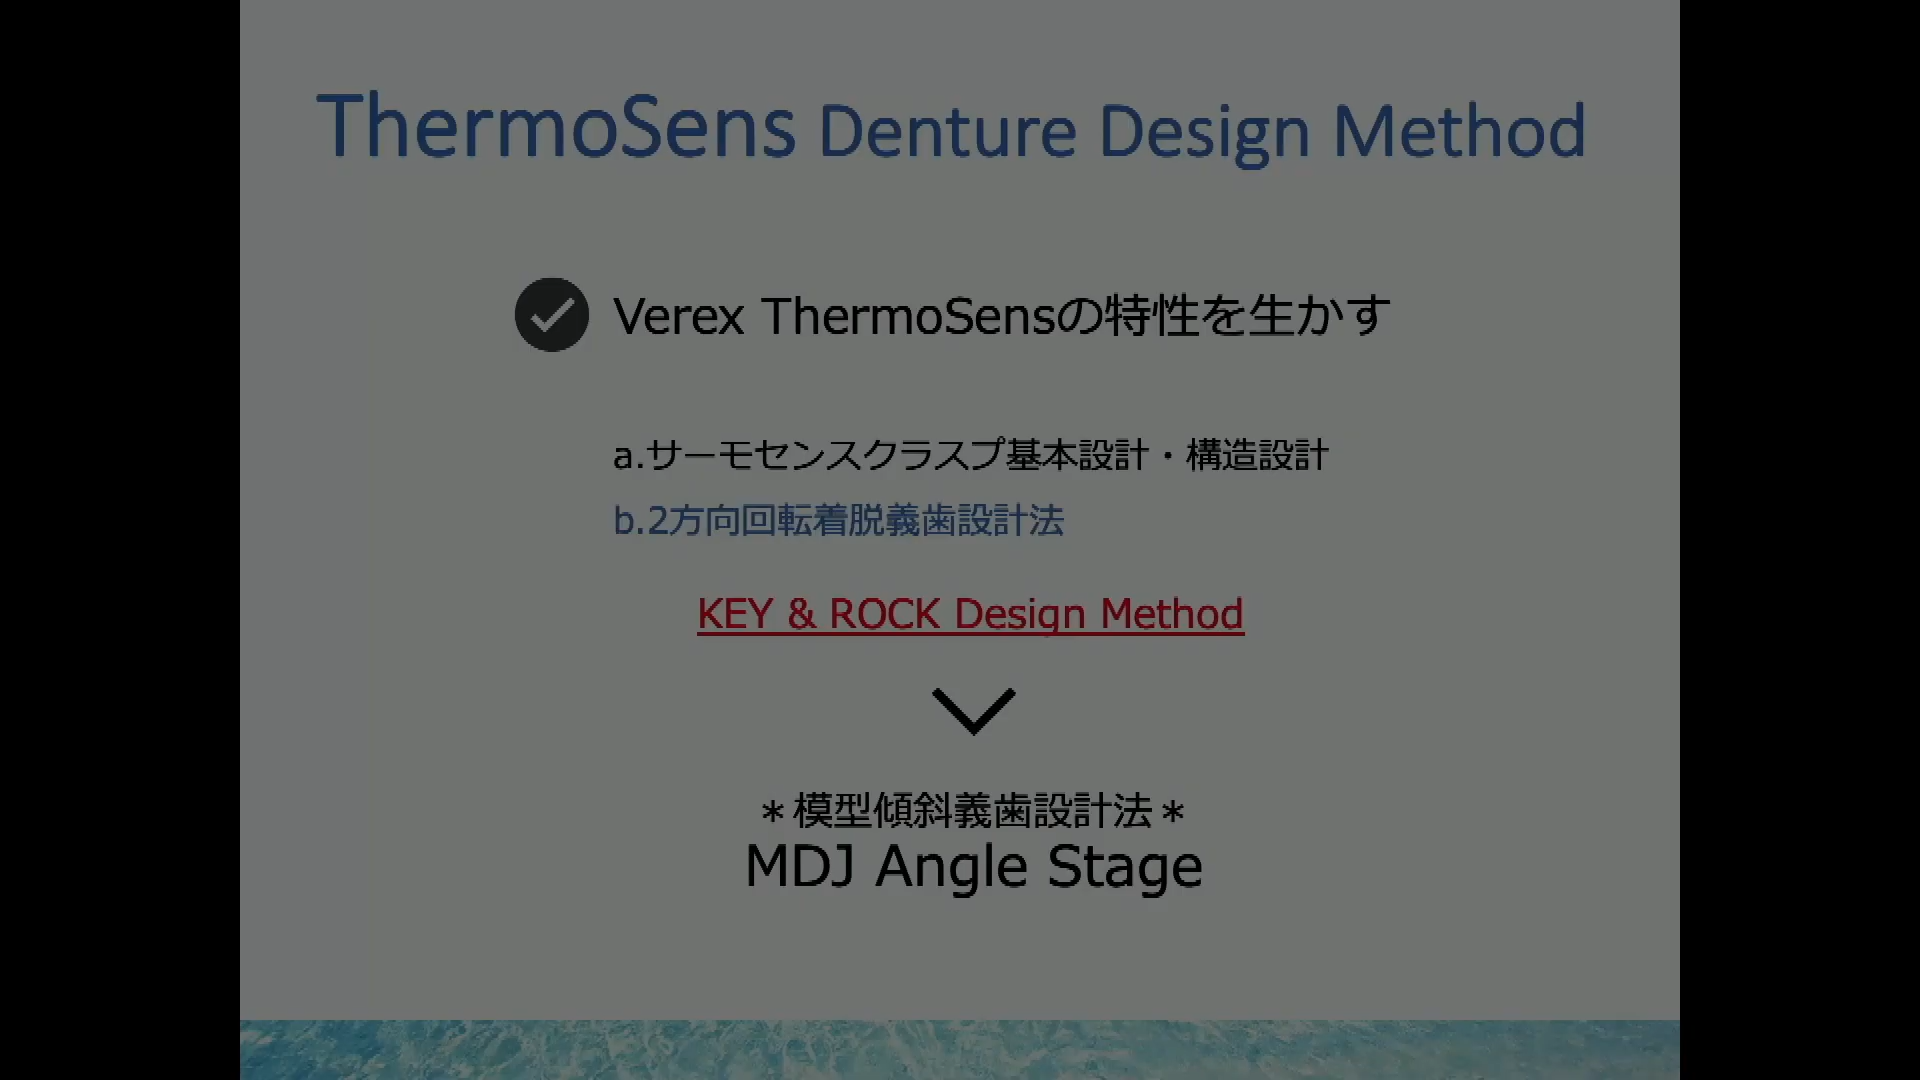 ThermoSens Denture Design Method
Verex ThermoSensの特性を生かす
a.サーモセンスクラスプ基本設計・構造設計
b.2方向回転着脱義歯設計法
KEY & ROCK Design Method
＊模型傾斜義歯設計法＊
MDJ Angle Stage